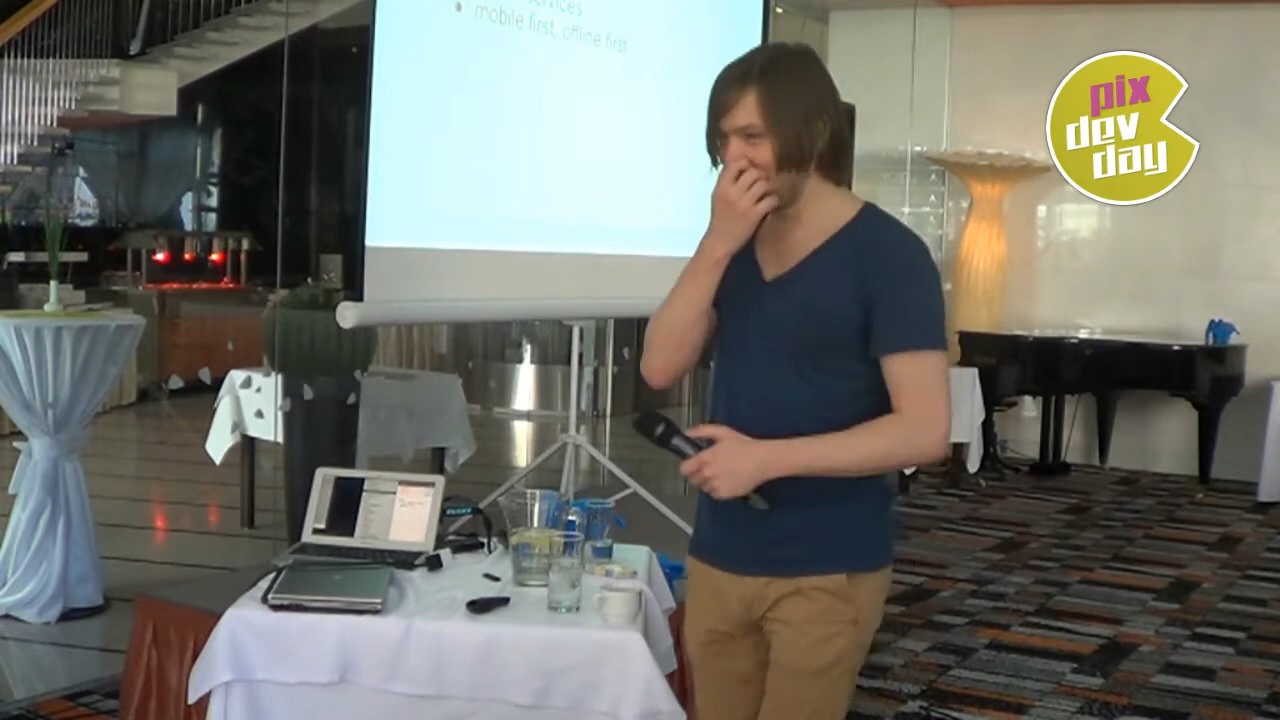 services
mobile first, offline first
pix
dev
day